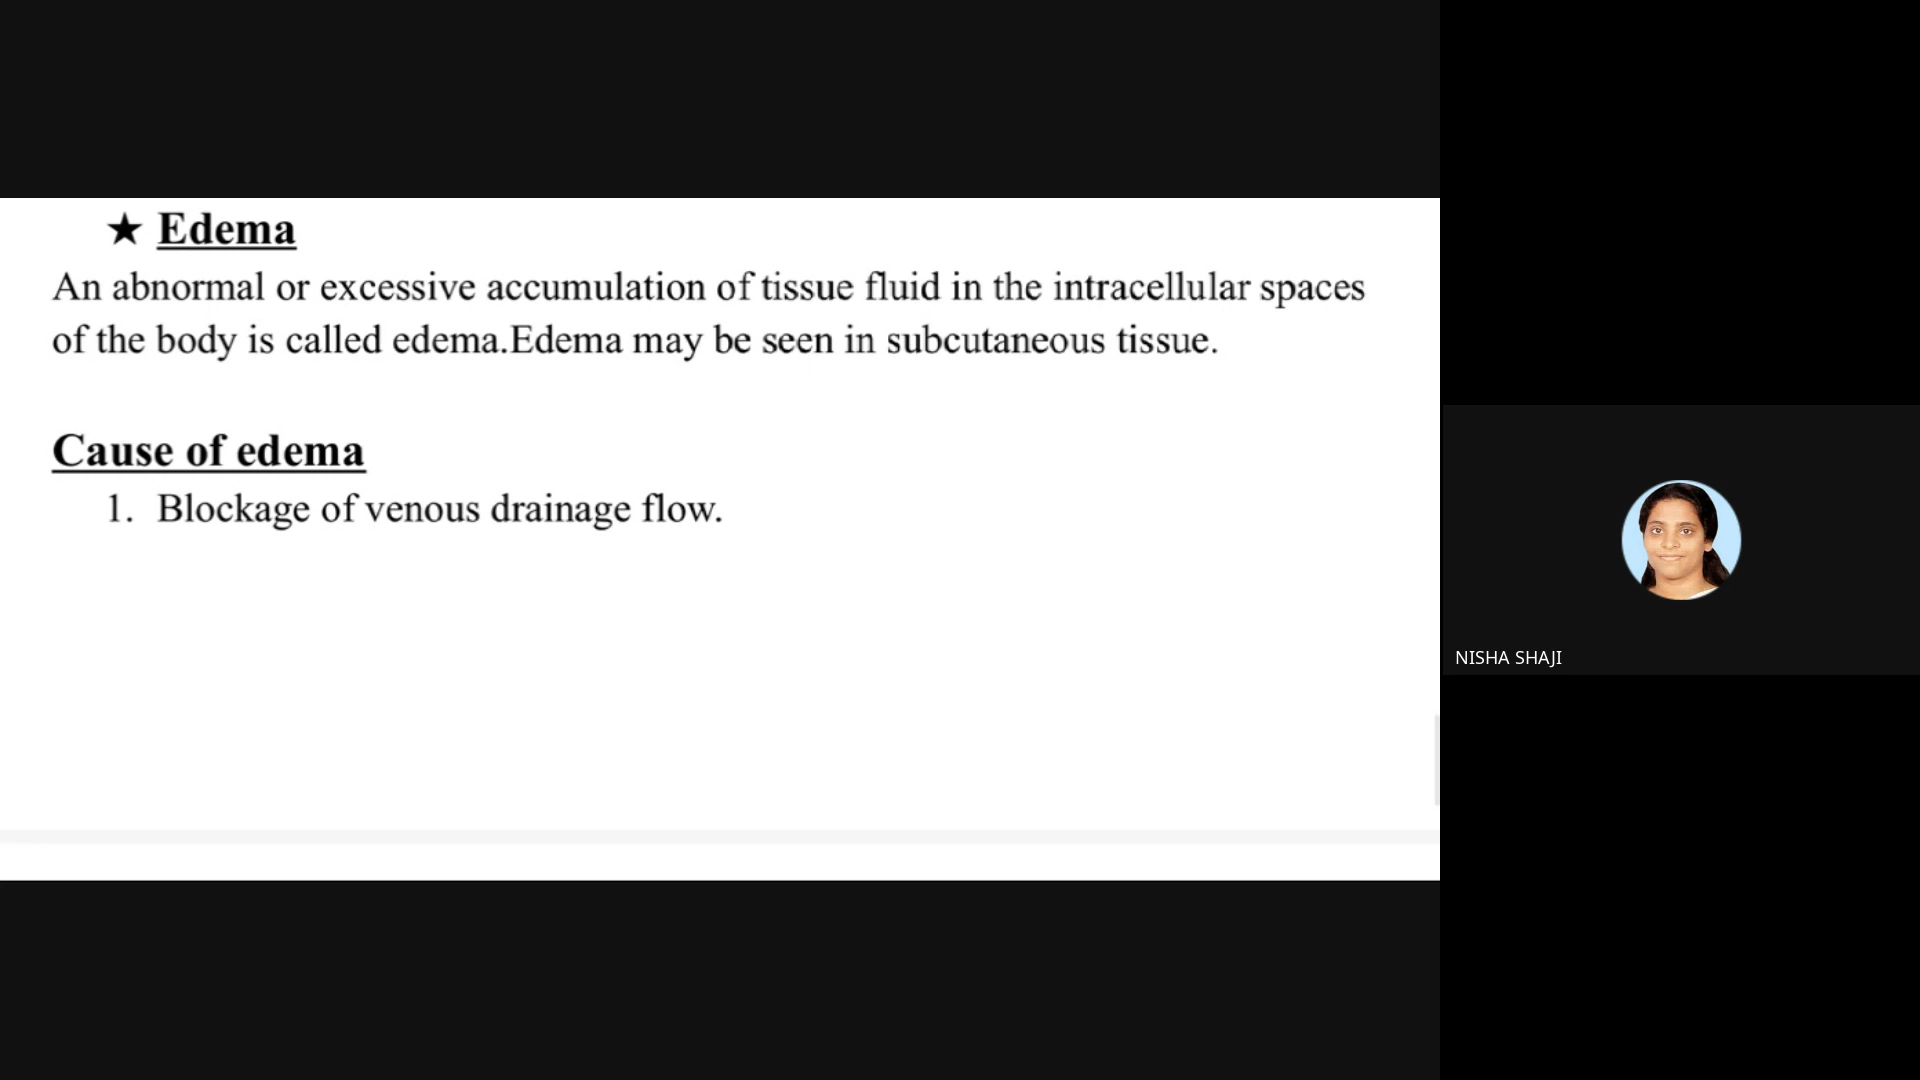 ★ Edema
An abnormal or excessive accumulation of tissue fluid in the intracellular spaces
of the body is called edema.Edema may be seen in subcutaneous tissue.
Cause of edema
1. Blockage of venous drainage flow.
NISHA SHAJI